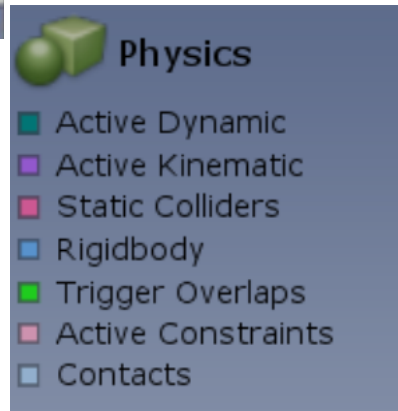 Physics
Active Dynamic
Active Kinematic
Static Colliders
Rigidbody
Trigger Overlaps
Active Constraints
Contacts